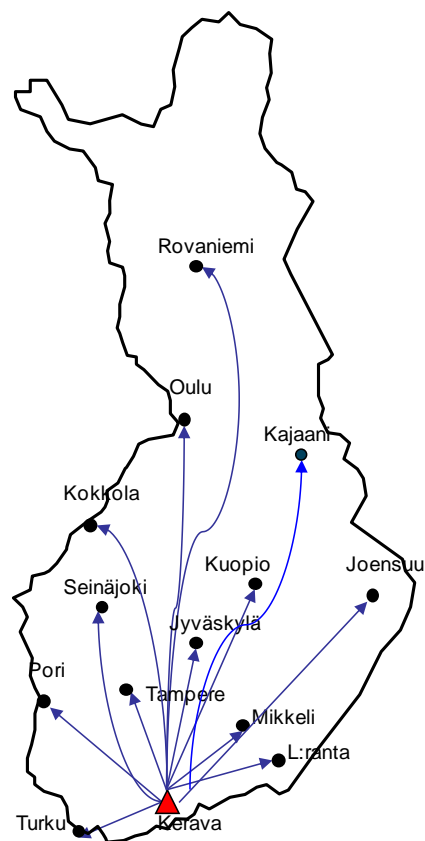 Rovaniemi
Oulu
Kajaani
Kokkola
Kuopio
Joensuu
Seinäjoki
Jyväskylä
Pori
Tampere
Mikkeli
L:ranta
Turku
Kerava